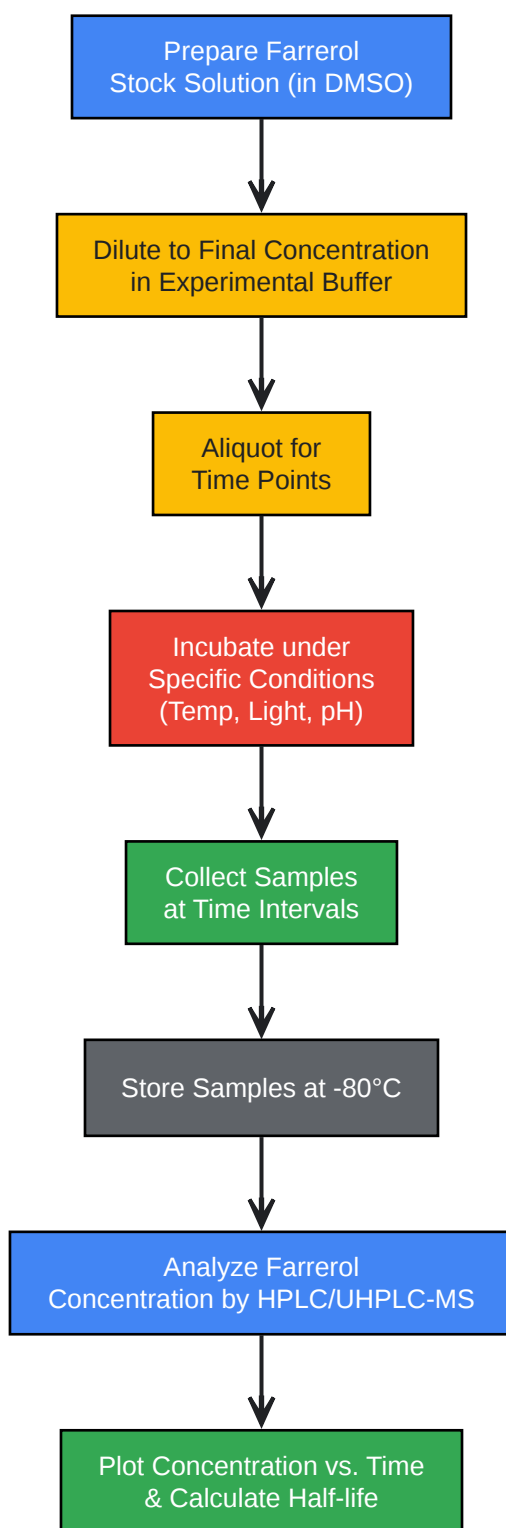 Prepare Farrerol
Stock Solution (in DMSO)
Dilute to Final Concentration
in Experimental Buffer
Aliquot for
Time Points
Incubate under
Specific Conditions
(Temp, Light, pH)
Collect Samples
at Time Intervals
Store Samples at -80°C
Analyze Farrerol
Concentration by HPLC/UHPLC-MS
Plot Concentration vs. Time
& Calculate Half-life